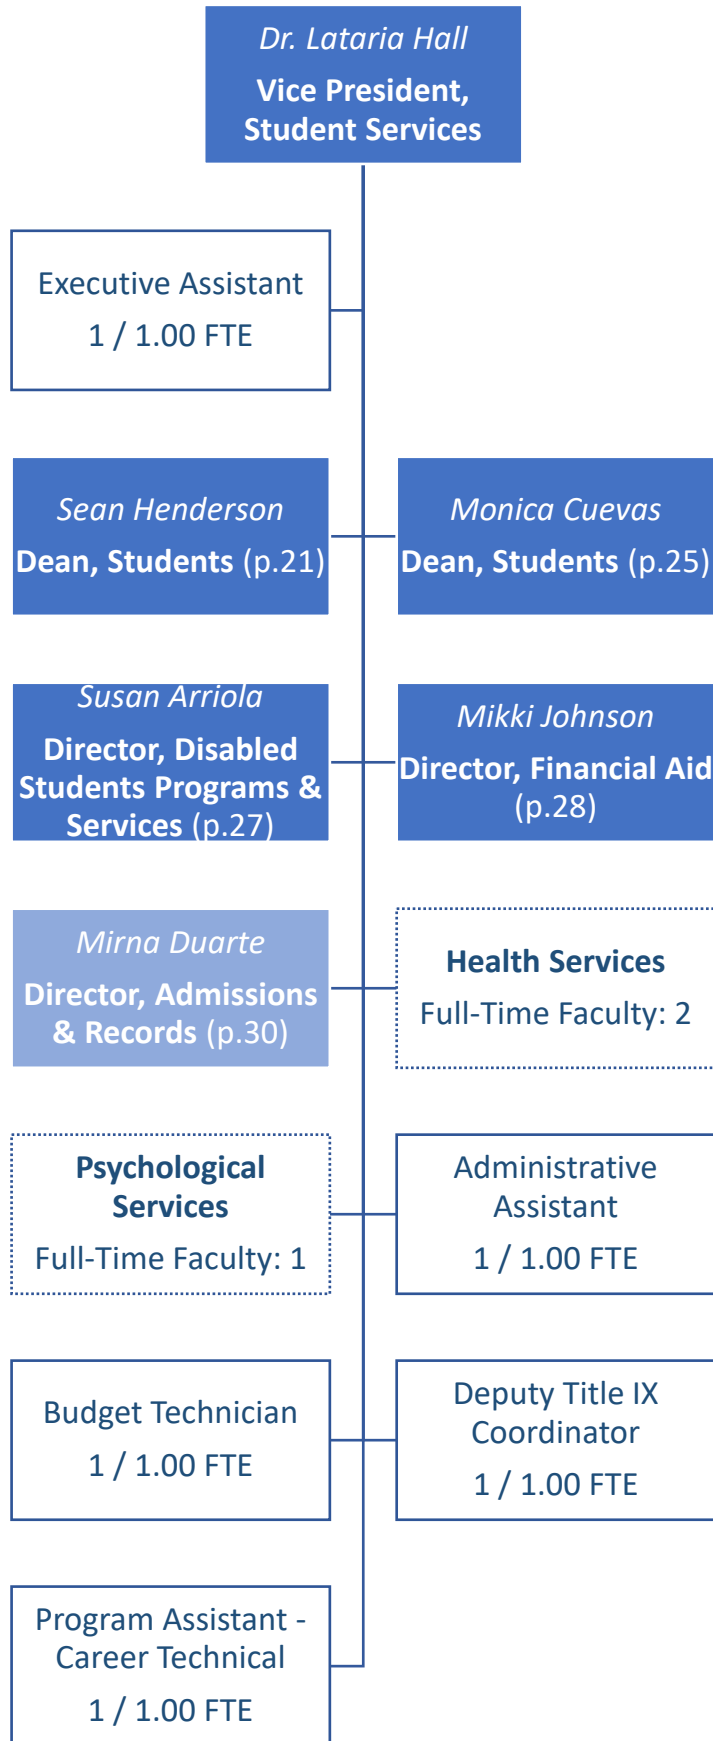 Dr. Lataria Hall
Vice President,
Student Services
Executive Assistant
1 / 1.00 FTE
Sean Henderson
Dean, Students (p.21)
Monica Cuevas
Dean, Students (p.25)
Susan Arriola
Director, Disabled
Students Programs &
Services (p.27)
Mikki Johnson
Director, Financial Aid
(p.28)
Mirna Duarte
Director, Admissions
& Records (p.30)
Health Services
Full-Time Faculty: 2
Psychological
Services
Full-Time Faculty: 1
Administrative
Assistant
1 / 1.00 FTE
Budget Technician
1 / 1.00 FTE
Deputy Title IX
Coordinator
1 / 1.00 FTE
Program Assistant -
Career Technical
1 / 1.00 FTE